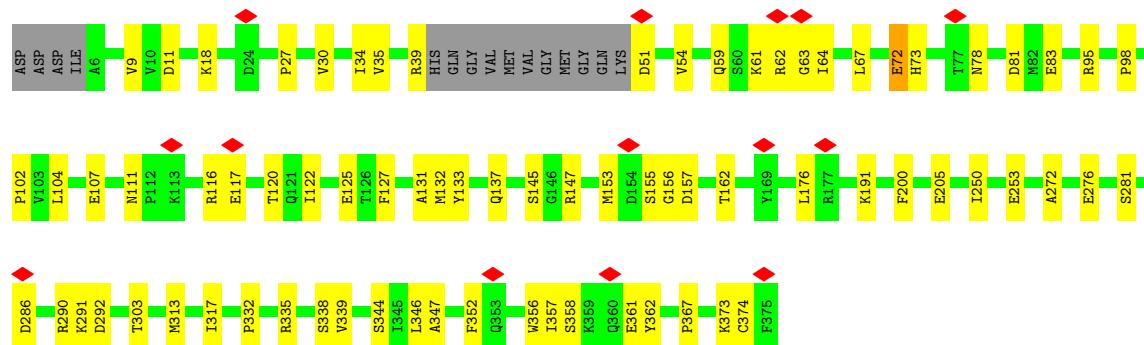 ASP ASP ASP ILE A6 V9 V10 D11 K18 D24 P27 V30 I34 V35 R39 HIS GLN GLY VAL MET VAL GLY MET GLY GLN LYS D51 V54 Q59 S60 K61 R62 G63 I64 L67 E72 H73 T77 N78 D81 M82 E83 R95 P98
P102 V103 L104 E107 N111 P112 K113 R116 E117 T120 Q121 I122 E125 T126 F127 A131 M132 Y133 Q137 S145 G146 R147 M153 D154 S155 G156 D157 T162 Y169 L176 R177 K191 F200 E205 I250 E253 A272 E276 S281
D286 R290 K291 D292 T303 M313 I317 P332 R335 S338 V339 S344 I345 L346 A347 F352 Q353 W356 I357 S358 K359 Q360 E361 Y362 P367 K373 C374 F375